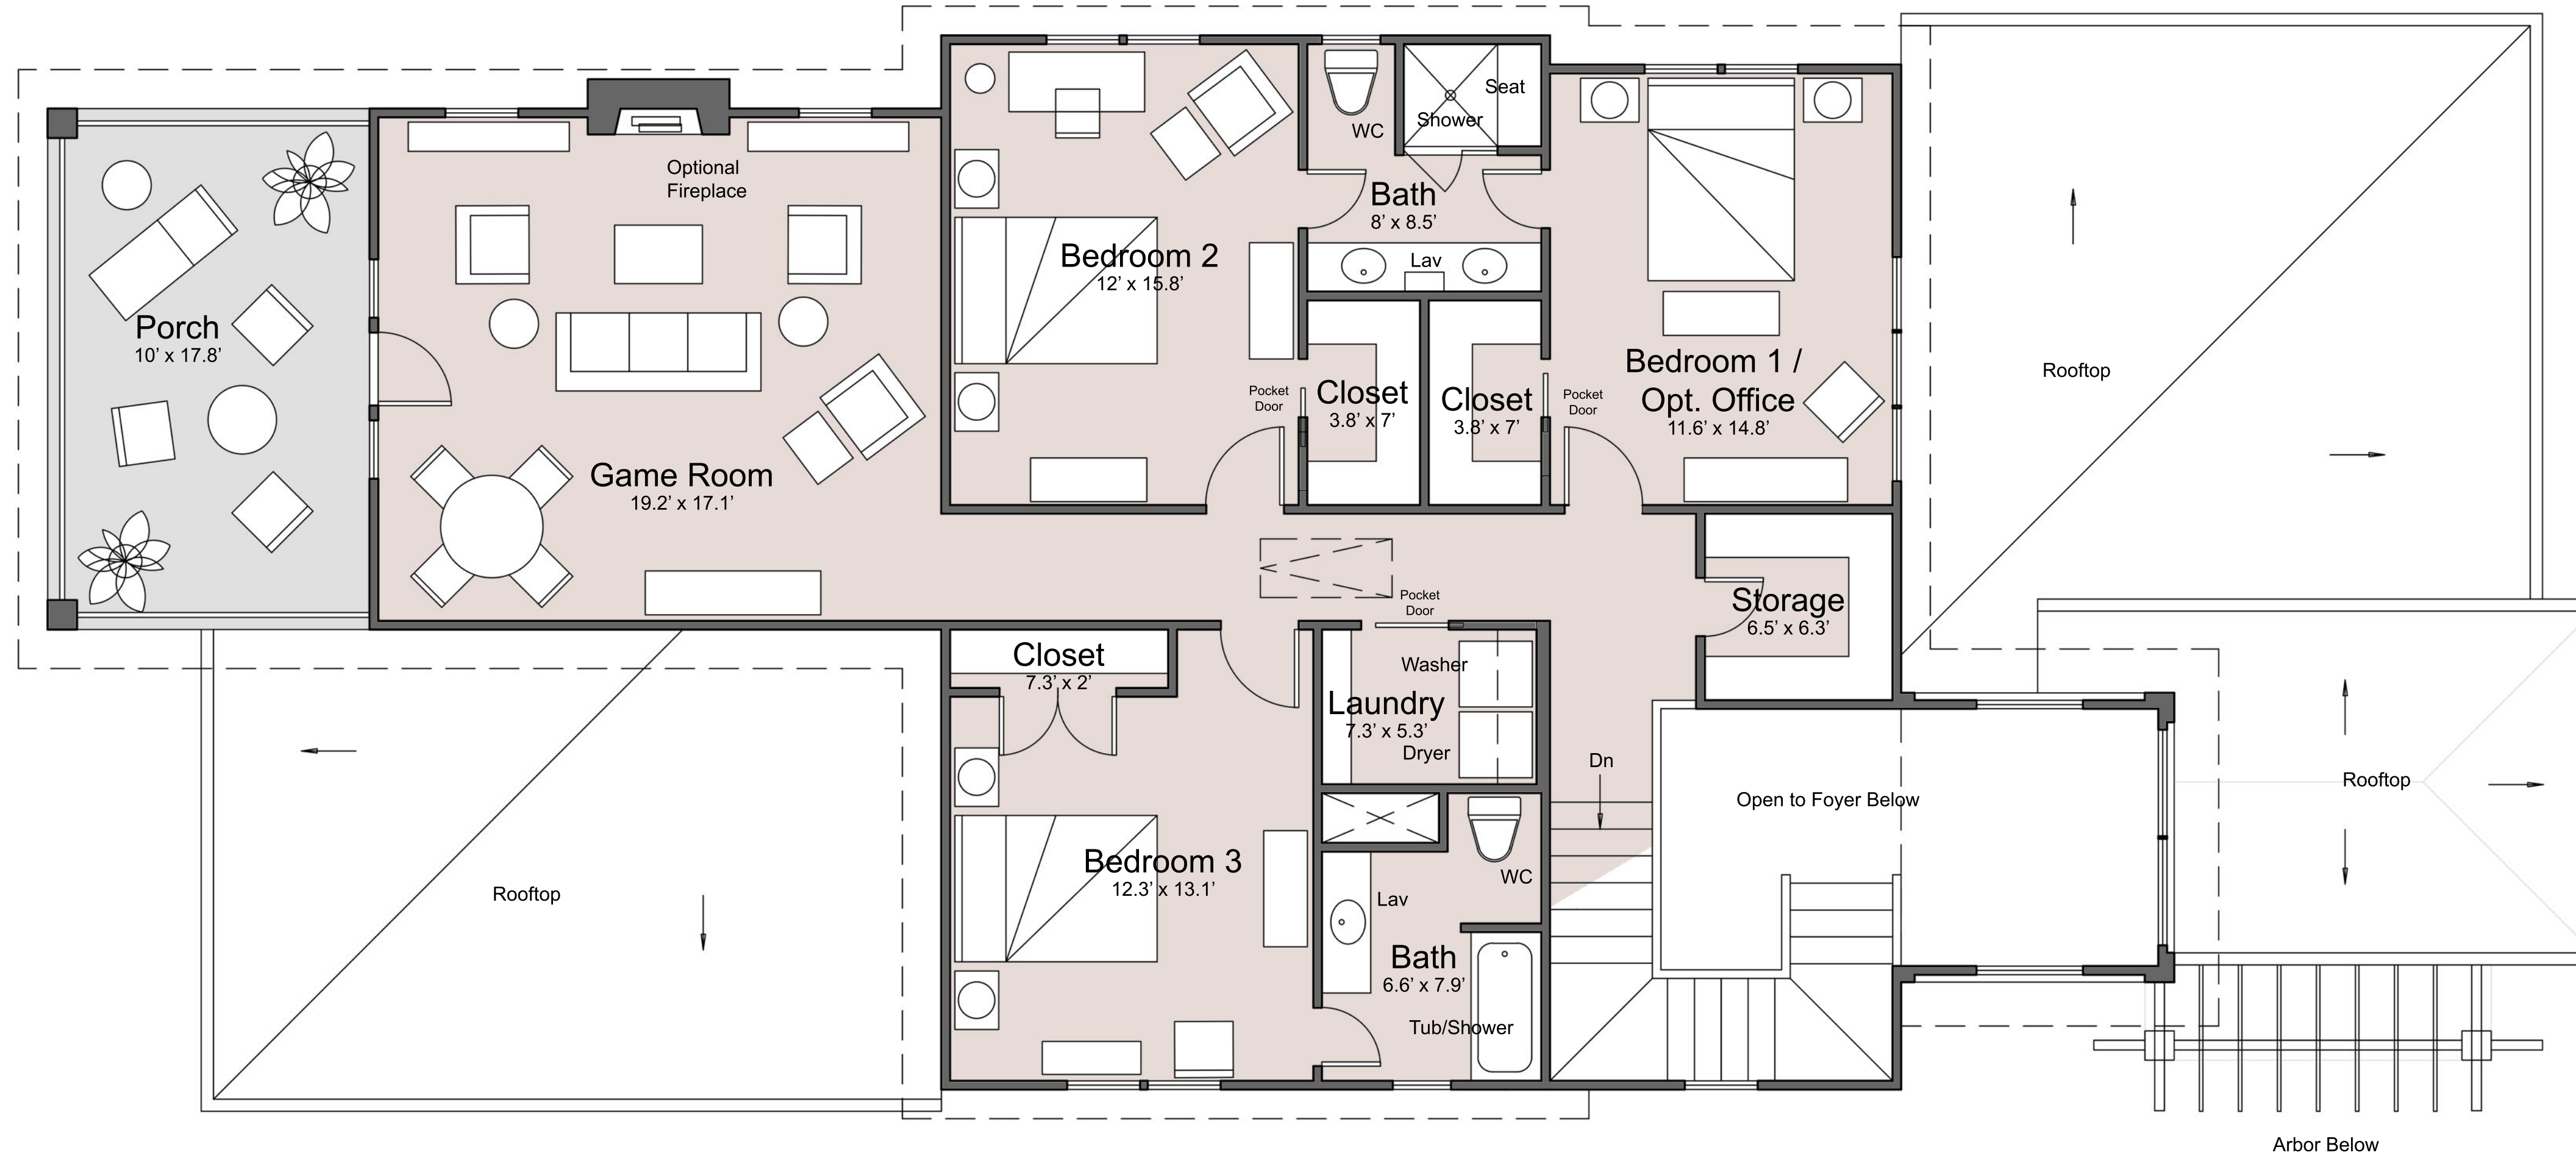 Porch
10’ x 17.8’
Optional
Fireplace
Game Room
19.2’ x 17.1’
Bedroom 2
12’ x 15.8’
WC
Shower
Seat
Bath
8’ x 8.5’
Lav
Pocket
Door
Closet
3.8’ x 7’
Closet
3.8’ x 7’
Pocket
Door
Bedroom 1 /
Opt. Office
11.6’ x 14.8’
Rooftop
Storage
6.5’ x 6.3’
Pocket
Door
Closet
7.3’ x 2’
Washer
Laundry
7.3’ x 5.3’
Dryer
Dn
Open to Foyer Below
Rooftop
Rooftop
Bedroom 3
12.3’ x 13.1’
WC
Lav
Bath
6.6’ x 7.9’
Tub/Shower
Arbor Below